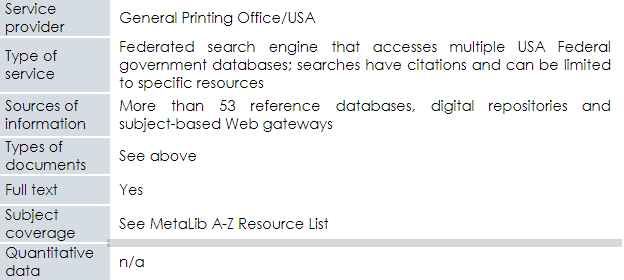 Service
provider
General Printing Office/USA
Type of
service
Federated search engine that accesses multiple USA Federal
government databases; searches have citations and can be limited
to specific resources
Sources of
information
More than 53 reference databases, digital repositories and
subject-based Web gateways
Types of
documents
See above
Full text
Yes
Subject
coverage
See MetaLib A-Z Resource List
Quantitative
data
n/a